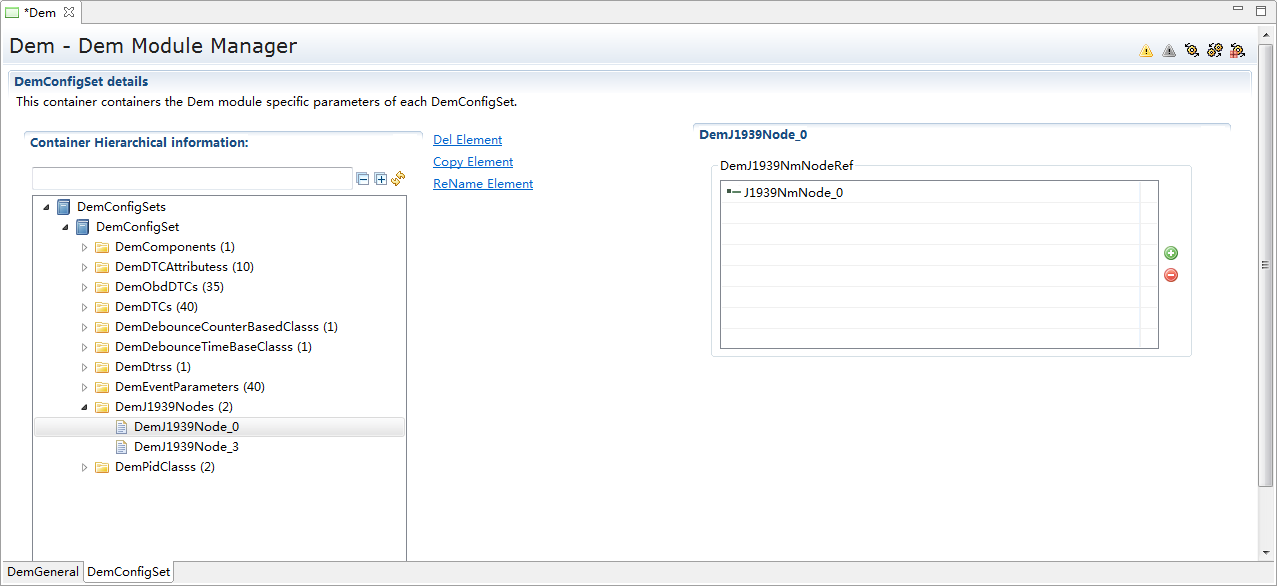 *Dem
Dem - Dem Module Manager
DemConfigSet details
This container containers the Dem module specific parameters of each DemConfigSet.
Container Hierarchical information:
Del Element
Copy Element
ReName Element
DemConfigSets
DemConfigSet
DemComponents (1)
DemDTCAttributess (10)
DemObdDTCs (35)
DemDTCs (40)
DemDebounceCounterBasedClasss (1)
DemDebounceTimeBaseClasss (1)
DemDtrss (1)
DemEventParameters (40)
DemJ1939Nodes (2)
DemJ1939Node_0
DemJ1939Node_3
DemPidClasss (2)
DemJ1939Node_0
DemJ1939NmNodeRef
J1939NmNode_0
DemGeneral
DemConfigSet